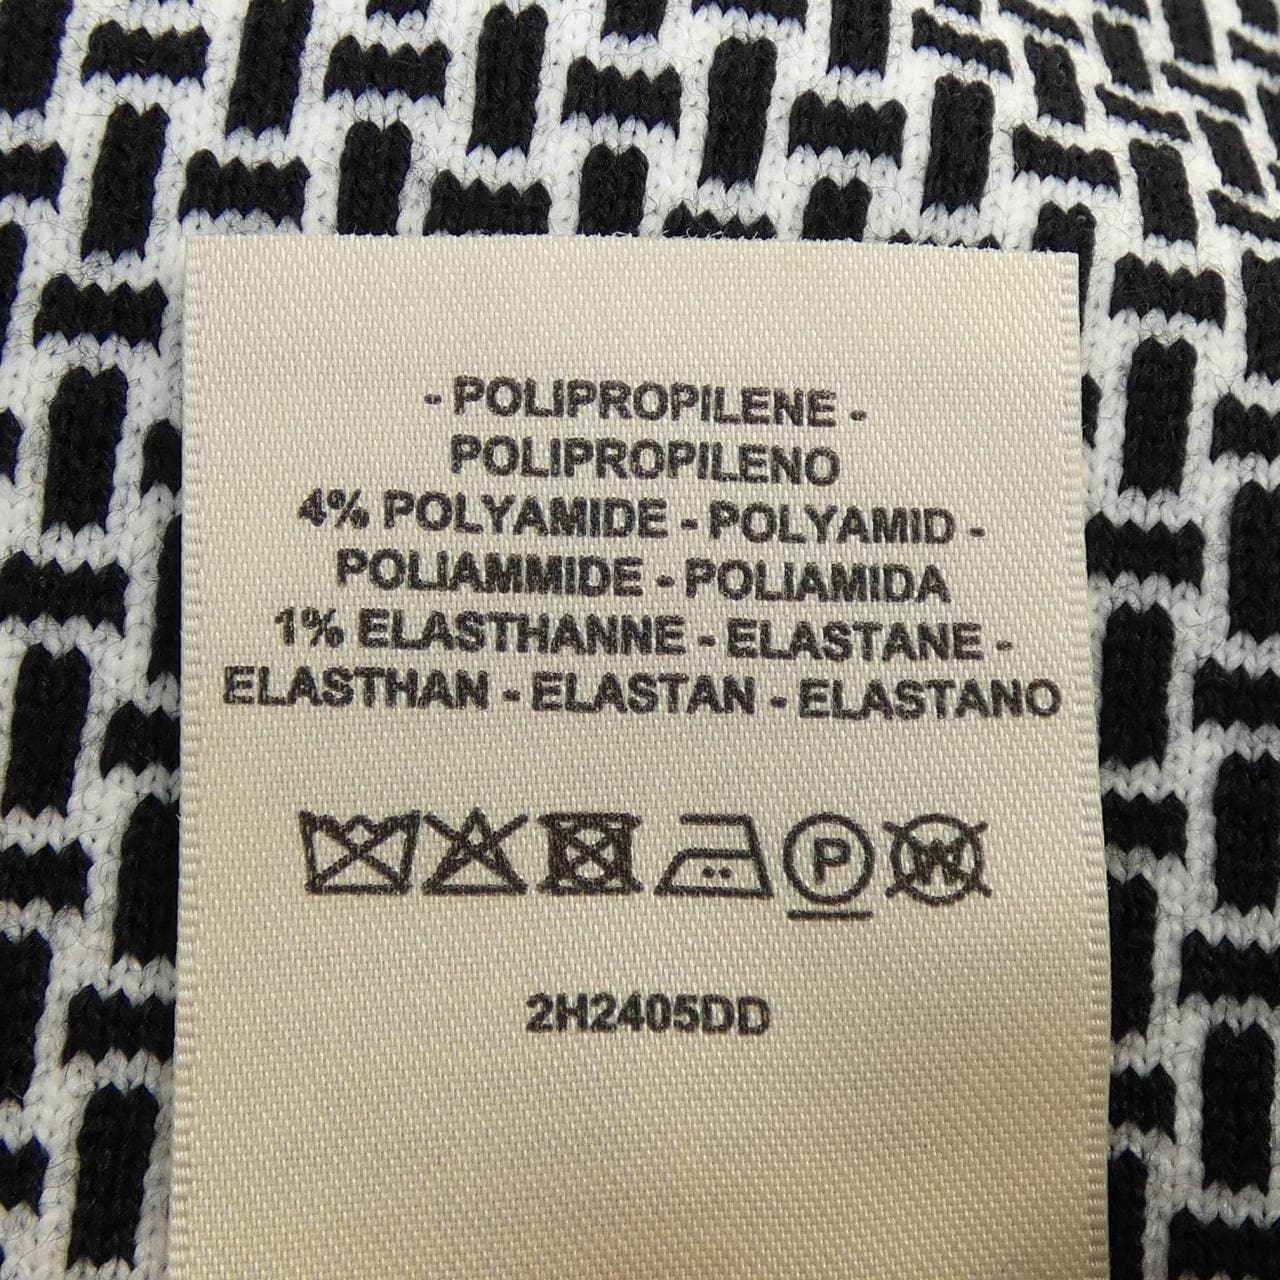 - POLIPROPILENE -
POLIPROPILENO
4% POLYAMIDE - POLYAMID -
POLIAMMIDE - POLIAMIDA
1% ELASTHANNE - ELASTANE -
ELASTHAN - ELASTAN - ELASTANO
P W
2H2405DD